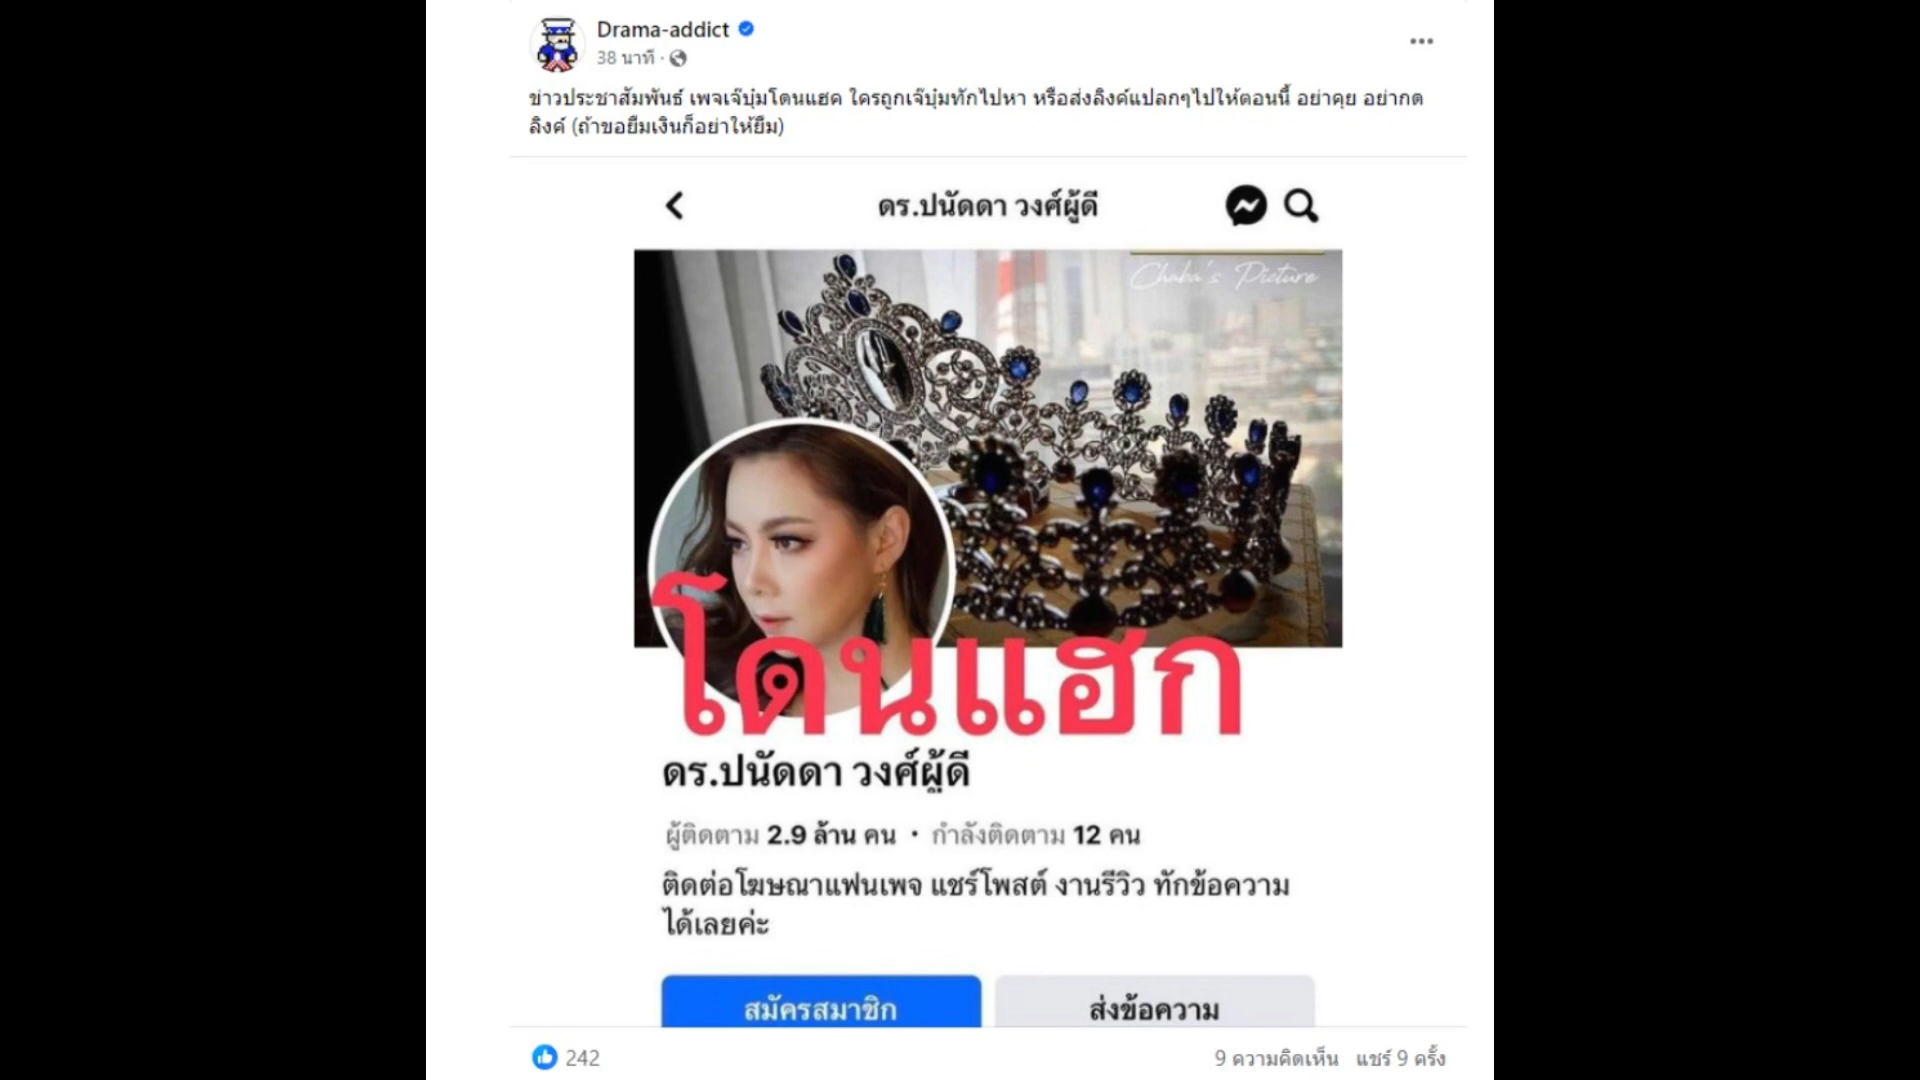 Drama-addict
38 นาที ·
ข่าวประชาสัมพันธ์ เพจเจ๊บุ่มโดนแฮค ใครถูกเจ๊บุ่มทักไปหา หรือส่งลิงค์แปลกๆไปให้ตอนนี้ อย่าคุย อย่ากด
ลิงค์ (ถ้าขอยืมเงินก็อย่าให้ยืม)
ดร.ปนัดดา วงศ์ผู้ดี
Chaba's Picture
โดนแฮก
ดร.ปนัดดา วงศ์ผู้ดี
ผู้ติดตาม 2.9 ล้าน คน · กำลังติดตาม 12 คน
ติดต่อโฆษณาแฟนเพจ แชร์โพสต์ งานรีวิว ทักข้อความ
ได้เลยค่ะ
สมัครสมาชิก ส่งข้อความ
242 9 ความคิดเห็น แชร์ 9 ครั้ง